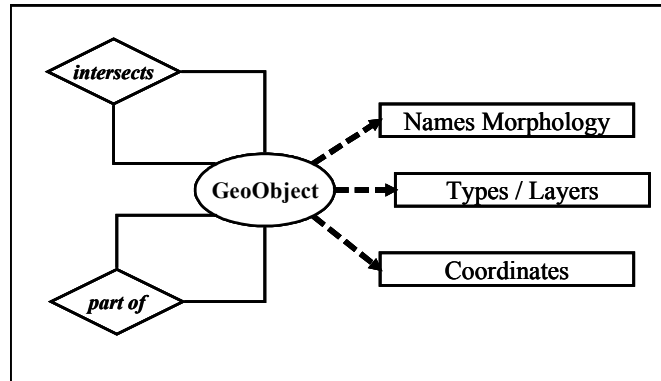 intersects
Names Morphology
GeoObject
Types / Layers
Coordinates
part of